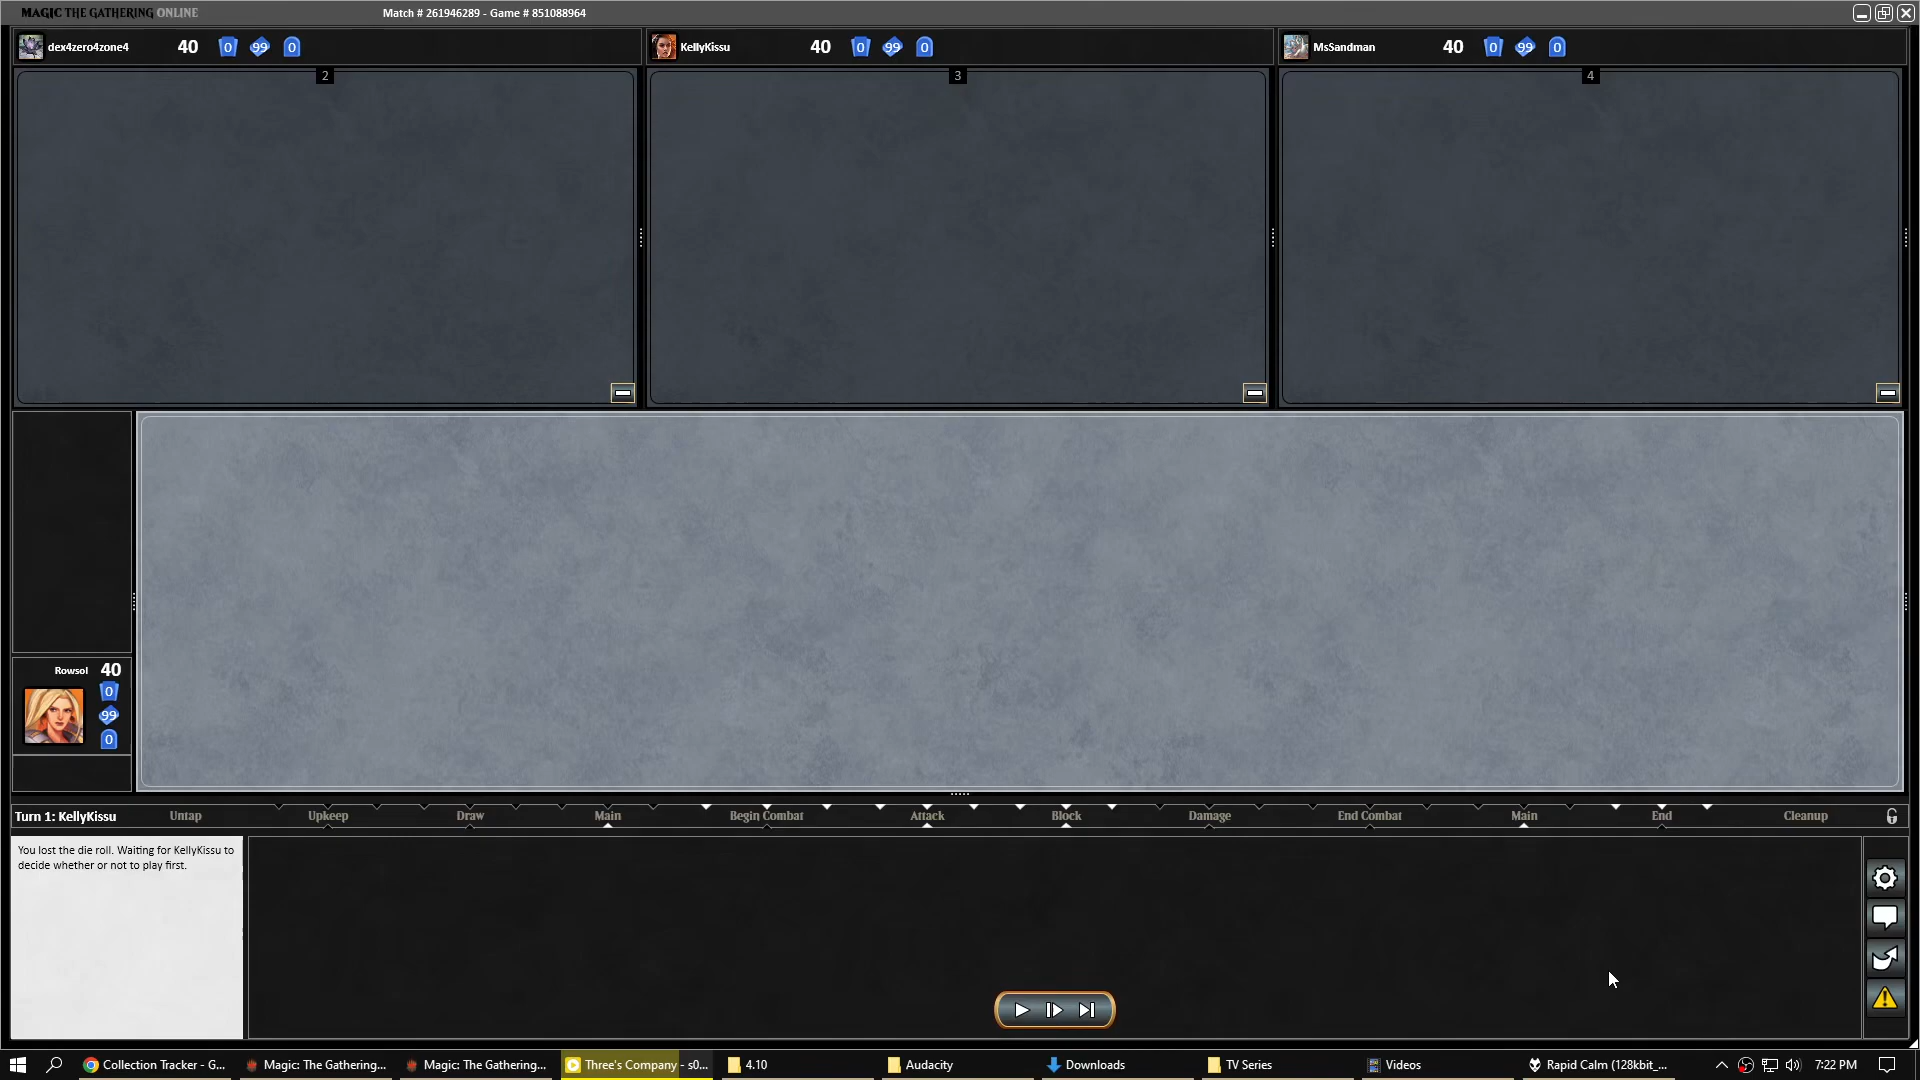 MAGIC THE GATHERING ONLINE
Match # 261946289 - Game # 851088964
dex4zero4zone4 40 0 99 0
KellyKissu 40 0 99 0
MsSandman 40 0 99 0
2
3
4
Rowsol 40
0
99
0
Turn 1: KellyKissu Untap Upkeep Draw Main Begin Combat Attack Block Damage End Combat Main End Cleanup
You lost the die roll. Waiting for KellyKissu to
decide whether or not to play first.
Collection Tracker - G...
Magic: The Gathering...
Magic: The Gathering...
Three's Company - s0...
4.10
Audacity
Downloads
TV Series
Videos
Rapid Calm (128kbit_...
7:22 PM